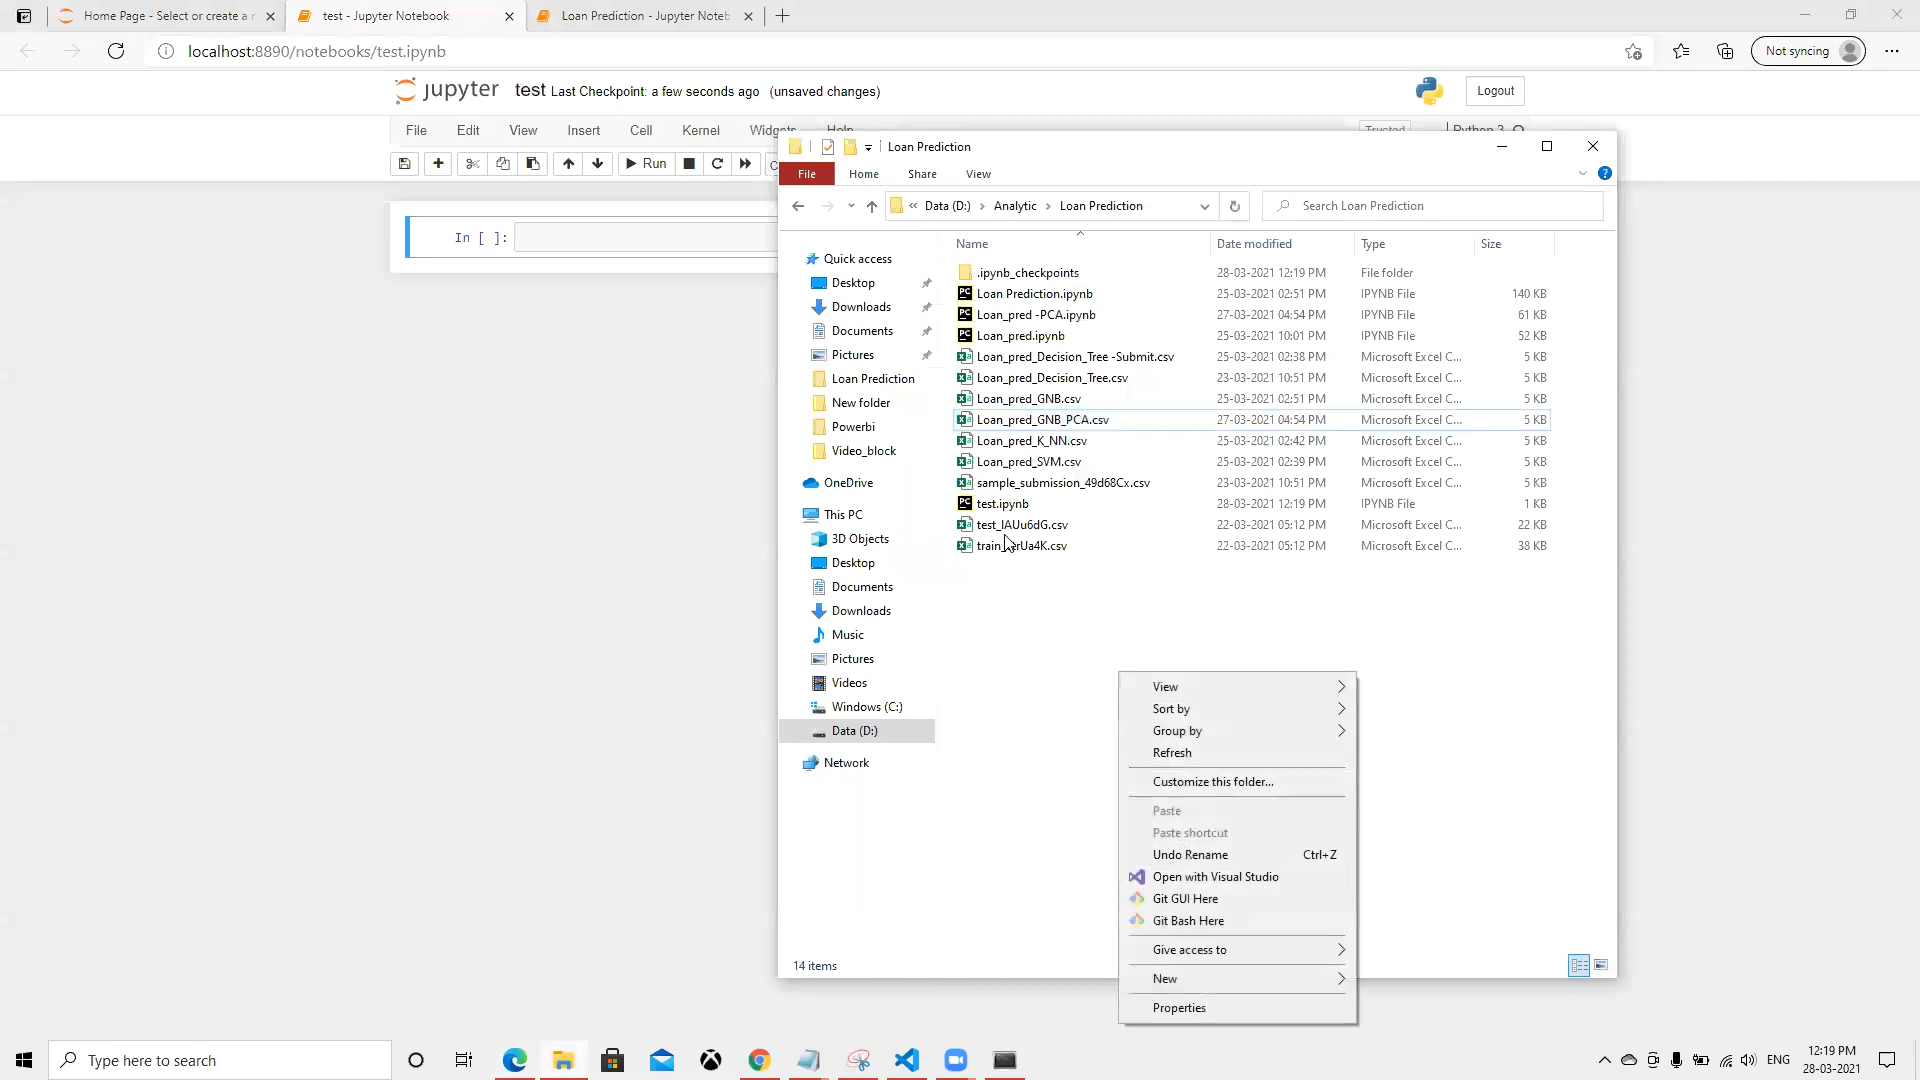 Home Page - Select or create a n
test - Jupyter Notebook
Loan Prediction - Jupyter Noteb
localhost:8890/notebooks/test.ipynb
Not syncing
jupyter test Last Checkpoint: a few seconds ago (unsaved changes)
Logout
File Edit View Insert Cell Kernel Widgets Help
Trusted Python 3
Run
In [ ]:
Loan Prediction
File Home Share View
« Data (D:) > Analytic > Loan Prediction
Search Loan Prediction
Name Date modified Type Size
Quick access
Desktop
Downloads
Documents
Pictures
Loan Prediction
New folder
Powerbi
Video_block
OneDrive
This PC
3D Objects
Desktop
Documents
Downloads
Music
Pictures
Videos
Windows (C:)
Data (D:)
Network
.ipynb_checkpoints 28-03-2021 12:19 PM File folder
Loan Prediction.ipynb 25-03-2021 02:51 PM IPYNB File 140 KB
Loan_pred -PCA.ipynb 27-03-2021 04:54 PM IPYNB File 61 KB
Loan_pred.ipynb 25-03-2021 10:01 PM IPYNB File 52 KB
Loan_pred_Decision_Tree -Submit.csv 25-03-2021 02:38 PM Microsoft Excel C... 5 KB
Loan_pred_Decision_Tree.csv 23-03-2021 10:51 PM Microsoft Excel C... 5 KB
Loan_pred_GNB.csv 25-03-2021 02:51 PM Microsoft Excel C... 5 KB
Loan_pred_GNB_PCA.csv 27-03-2021 04:54 PM Microsoft Excel C... 5 KB
Loan_pred_K_NN.csv 25-03-2021 02:42 PM Microsoft Excel C... 5 KB
Loan_pred_SVM.csv 25-03-2021 02:39 PM Microsoft Excel C... 5 KB
sample_submission_49d68Cx.csv 23-03-2021 10:51 PM Microsoft Excel C... 5 KB
test.ipynb 28-03-2021 12:19 PM IPYNB File 1 KB
test_lAUu6dG.csv 22-03-2021 05:12 PM Microsoft Excel C... 22 KB
22-03-2021 05:12 PM Microsoft Excel C... 38 KB
View
Sort by
Group by
Refresh
Customize this folder...
Paste
Paste shortcut
Undo Rename Ctrl+Z
Open with Visual Studio
Git GUI Here
Git Bash Here
Give access to
New
Properties
14 items
Type here to search
ENG
12:19 PM
28-03-2021